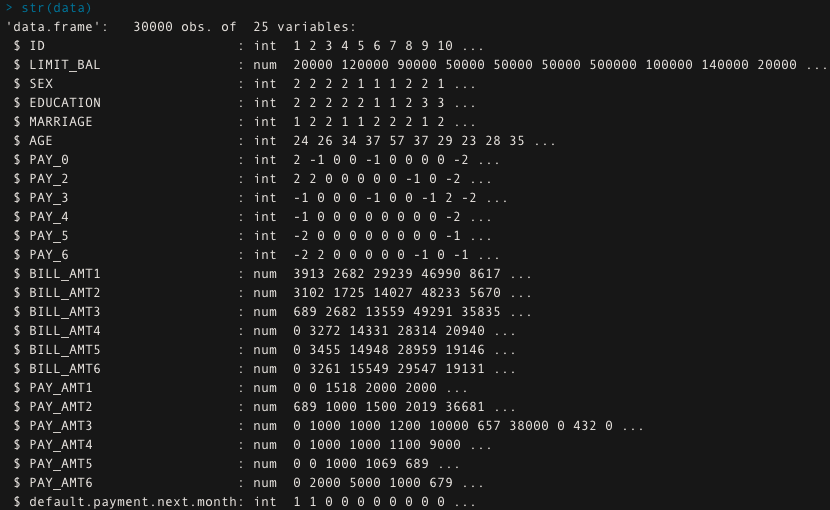 > str(data)
'data.frame':   30000 obs. of  25 variables:
 $ ID                        : int  1 2 3 4 5 6 7 8 9 10 ...
 $ LIMIT_BAL                 : num  20000 120000 90000 50000 50000 50000 500000 100000 140000 20000 ...
 $ SEX                       : int  2 2 2 2 1 1 1 2 2 1 ...
 $ EDUCATION                 : int  2 2 2 2 2 1 1 2 3 3 ...
 $ MARRIAGE                  : int  1 2 2 1 1 2 2 2 1 2 ...
 $ AGE                       : int  24 26 34 37 57 37 29 23 28 35 ...
 $ PAY_0                     : int  2 -1 0 0 -1 0 0 0 0 -2 ...
 $ PAY_2                     : int  2 2 0 0 0 0 0 -1 0 -2 ...
 $ PAY_3                     : int  -1 0 0 0 -1 0 0 -1 2 -2 ...
 $ PAY_4                     : int  -1 0 0 0 0 0 0 0 0 -2 ...
 $ PAY_5                     : int  -2 0 0 0 0 0 0 0 0 -1 ...
 $ PAY_6                     : int  -2 2 0 0 0 0 0 -1 0 -1 ...
 $ BILL_AMT1                 : num  3913 2682 29239 46990 8617 ...
 $ BILL_AMT2                 : num  3102 1725 14027 48233 5670 ...
 $ BILL_AMT3                 : num  689 2682 13559 49291 35835 ...
 $ BILL_AMT4                 : num  0 3272 14331 28314 20940 ...
 $ BILL_AMT5                 : num  0 3455 14948 28959 19146 ...
 $ BILL_AMT6                 : num  0 3261 15549 29547 19131 ...
 $ PAY_AMT1                  : num  0 0 1518 2000 2000 ...
 $ PAY_AMT2                  : num  689 1000 1500 2019 36681 ...
 $ PAY_AMT3                  : num  0 1000 1000 1200 10000 657 38000 0 432 0 ...
 $ PAY_AMT4                  : num  0 1000 1000 1100 9000 ...
 $ PAY_AMT5                  : num  0 0 1000 1069 689 ...
 $ PAY_AMT6                  : num  0 2000 5000 1000 679 ...
 $ default.payment.next.month: int  1 1 0 0 0 0 0 0 0 0 ...